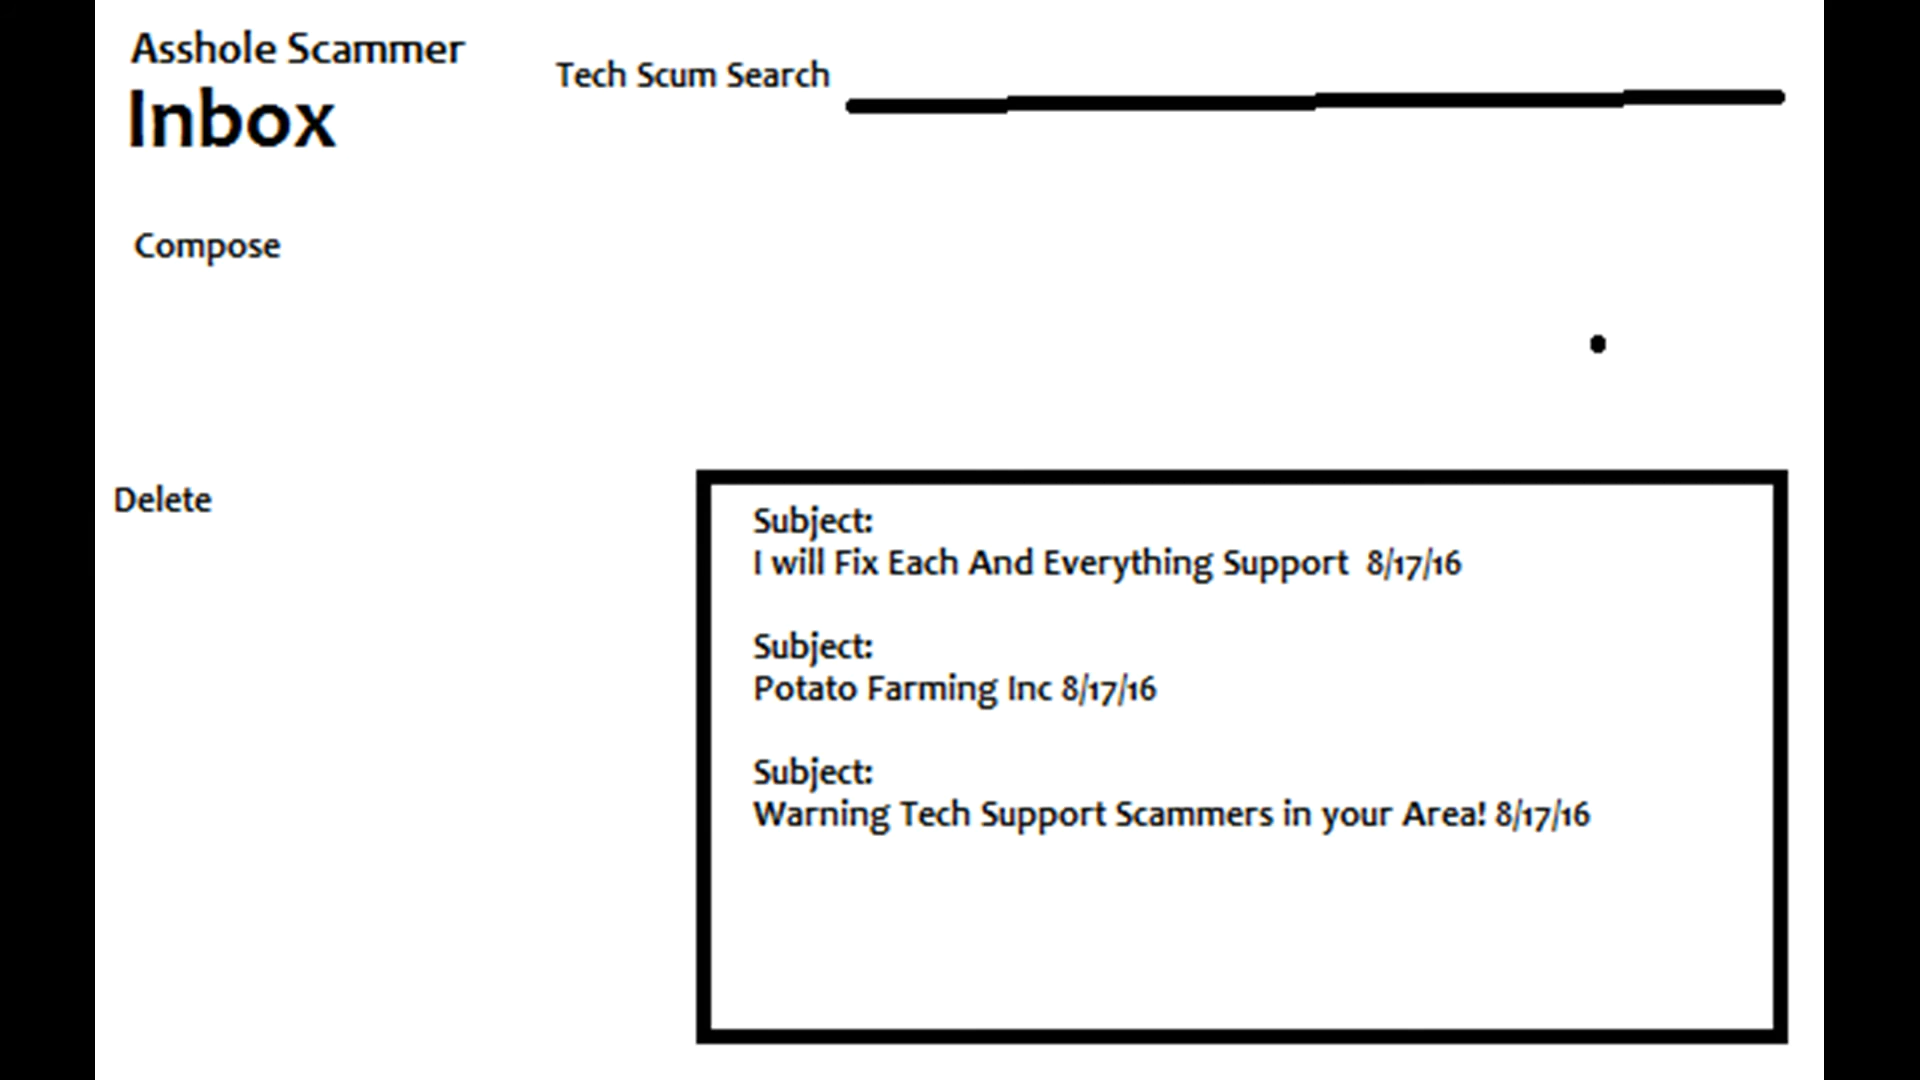 Asshole Scammer
Inbox
Tech Scum Search
Compose
Delete
Subject:
I will Fix Each And Everything Support 8/17/16
Subject:
Potato Farming Inc 8/17/16
Subject:
Warning Tech Support Scammers in your Area! 8/17/16